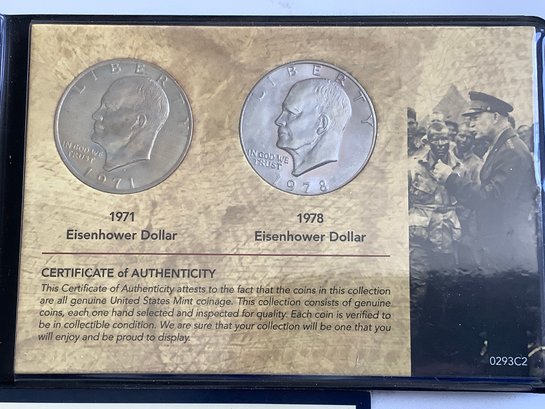 LIBERTY
IN GOD WE
TRUST
1971
LIBERTY
IN GOD WE
TRUST
1978
1971
Eisenhower Dollar
1978
Eisenhower Dollar
CERTIFICATE of AUTHENTICITY
This Certificate of Authenticity attests to the fact that the coins in this collection
are all genuine United States Mint coinage. This collection consists of genuine
coins, each one hand selected and inspected for quality. Each coin is verified to
be in collectible condition. We are sure that your collection will be one that you
will enjoy and be proud to display.
0293C2